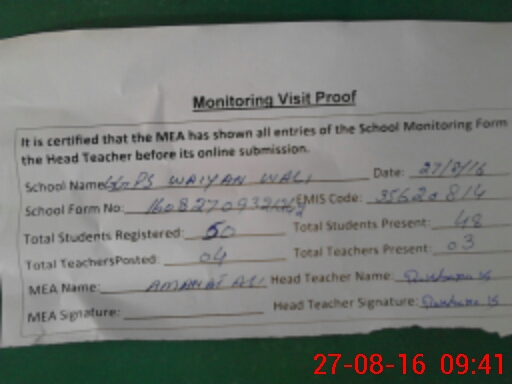 Monitoring Visit Proof
It is certified that the MEA has shown all entries of the School Monitoring Form
the Head Teacher before its online submission.
School Name: GGPS WAIYAN WALI Date: 27/8/16
School Form No: EMIS Code: 35620814
Total Students Registered: 50 Total Students Present: 48
Total TeachersPosted: 04 Total Teachers Present: 03
MEA Name: AMANAT ALI Head Teacher Name:
MEA Signature: Head Teacher Signature:
27-08-16 09:41